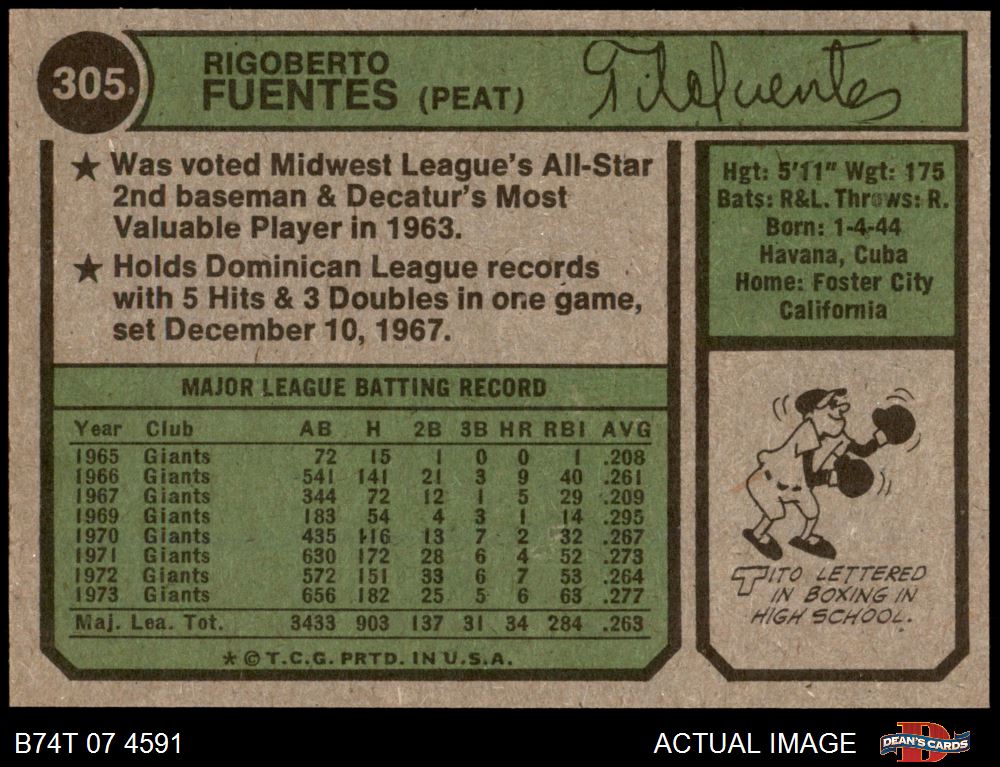 305.
RIGOBERTO
FUENTES (PEAT)
Tito Fuentes
★ Was voted Midwest League's All-Star
2nd baseman & Decatur's Most
Valuable Player in 1963.
★ Holds Dominican League records
with 5 Hits & 3 Doubles in one game,
set December 10, 1967.
Hgt: 5'11" Wgt: 175
Bats: R&L. Throws: R.
Born: 1-4-44
Havana, Cuba
Home: Foster City
California
MAJOR LEAGUE BATTING RECORD
Year Club AB H 2B 3B HR RBI AVG
1965 Giants 72 15 1 0 0 1 .208
1966 Giants 541 141 21 3 9 40 .261
1967 Giants 344 72 12 1 5 29 .209
1969 Giants 183 54 4 3 1 14 .295
1970 Giants 435 116 13 7 2 32 .267
1971 Giants 630 172 28 6 4 52 .273
1972 Giants 572 151 33 6 7 53 .264
1973 Giants 656 182 25 5 6 63 .277
Maj. Lea. Tot. 3433 903 137 31 34 284 .263
* © T.C.G. PRTD. IN U.S.A.
TITO LETTERED
IN BOXING IN
HIGH SCHOOL.
B74T 07 4591
ACTUAL IMAGE
D
DEAN'S CARDS